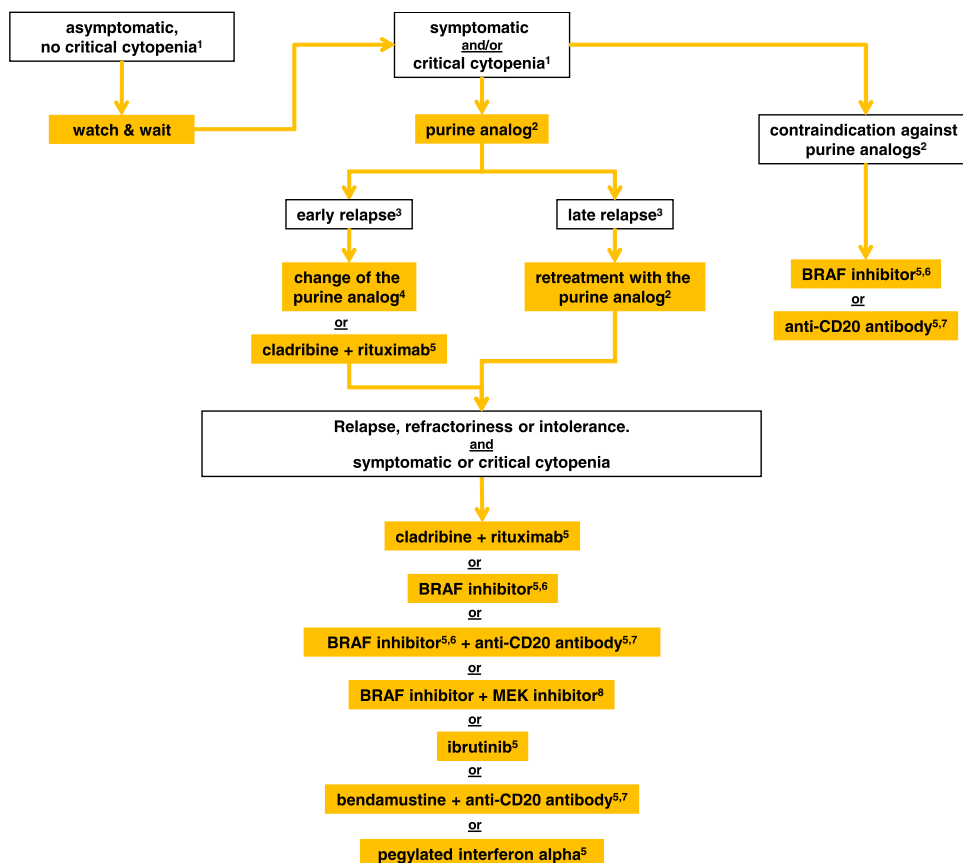 asymptomatic,
no critical cytopenia¹
watch & wait
symptomatic
and/or
critical cytopenia¹
purine analog²
contraindication against
purine analogs²
early relapse³
late relapse³
change of the
purine analog⁴
or
cladribine + rituximab⁵
retreatment with the
purine analog²
BRAF inhibitor⁵,⁶
or
anti-CD20 antibody⁵,⁷
Relapse, refractoriness or intolerance.
and
symptomatic or critical cytopenia
cladribine + rituximab⁵
or
BRAF inhibitor⁵,⁶
or
BRAF inhibitor⁵,⁶ + anti-CD20 antibody⁵,⁷
or
BRAF inhibitor + MEK inhibitor⁸
or
ibrutinib⁵
or
bendamustine + anti-CD20 antibody⁵,⁷
or
pegylated interferon alpha⁵